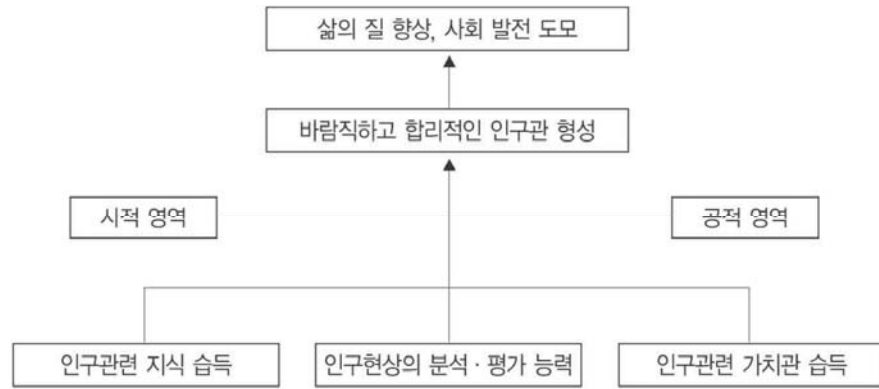 삶의 질 향상, 사회 발전 도모
바람직하고 합리적인 인구관 형성
시적 영역
공적 영역
인구관련 지식 습득
인구현상의 분석 · 평가 능력
인구관련 가치관 습득